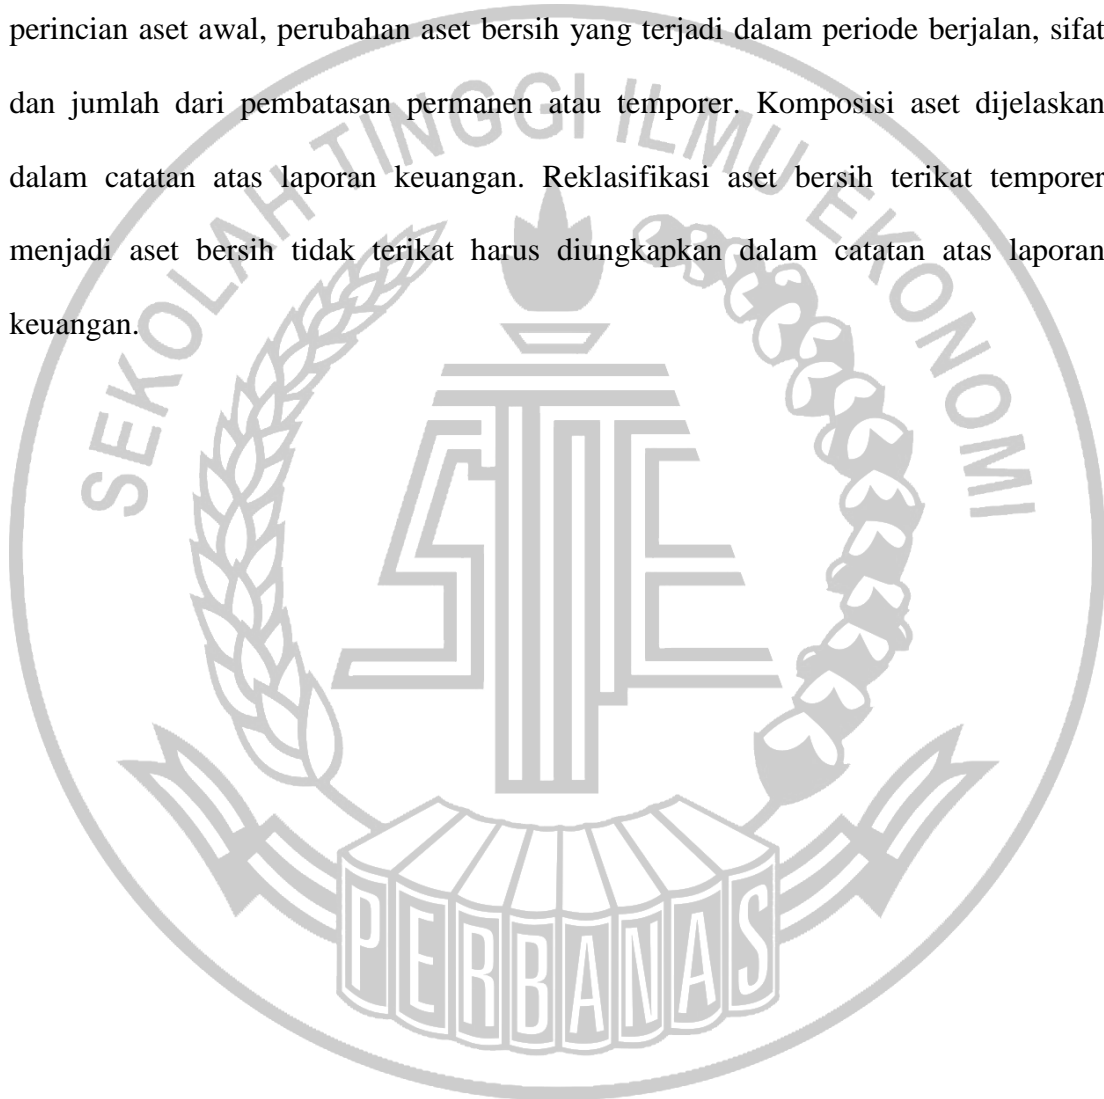 perincian aset awal, perubahan aset bersih yang terjadi dalam periode berjalan, sifat
dan jumlah dari pembatasan permanen atau temporer. Komposisi aset dijelaskan
dalam catatan atas laporan keuangan. Reklasifikasi aset bersih terikat temporer
menjadi aset bersih tidak terikat harus diungkapkan dalam catatan atas laporan
keuangan.
SEKOLAH TINGGI ILMU EKONOMI
STIE
PERBANAS